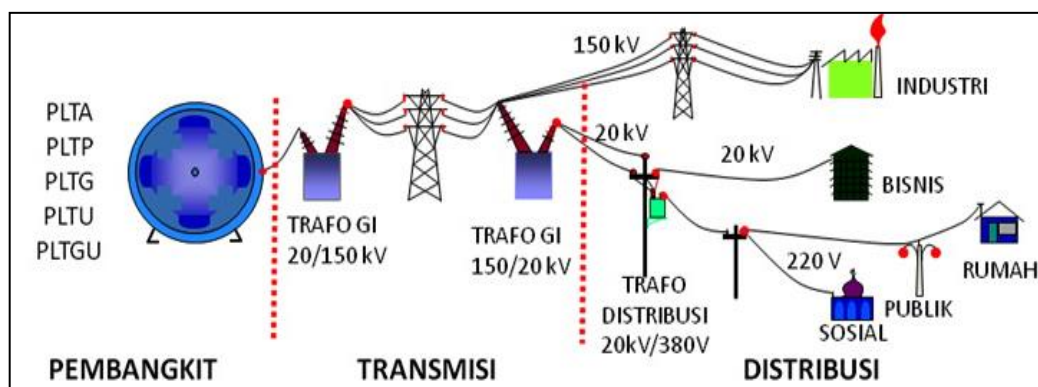 PLTA
PLTP
PLTG
PLTU
PLTGU
TRAFO GI
20/150 kV
TRAFO GI
150/20 kV
150 kV
INDUSTRI
20 kV
20 kV
BISNIS
TRAFO
DISTRIBUSI
20kV/380V
220 V
SOSIAL
PUBLIK
RUMAH
PEMBANGKIT
TRANSMISI
DISTRIBUSI